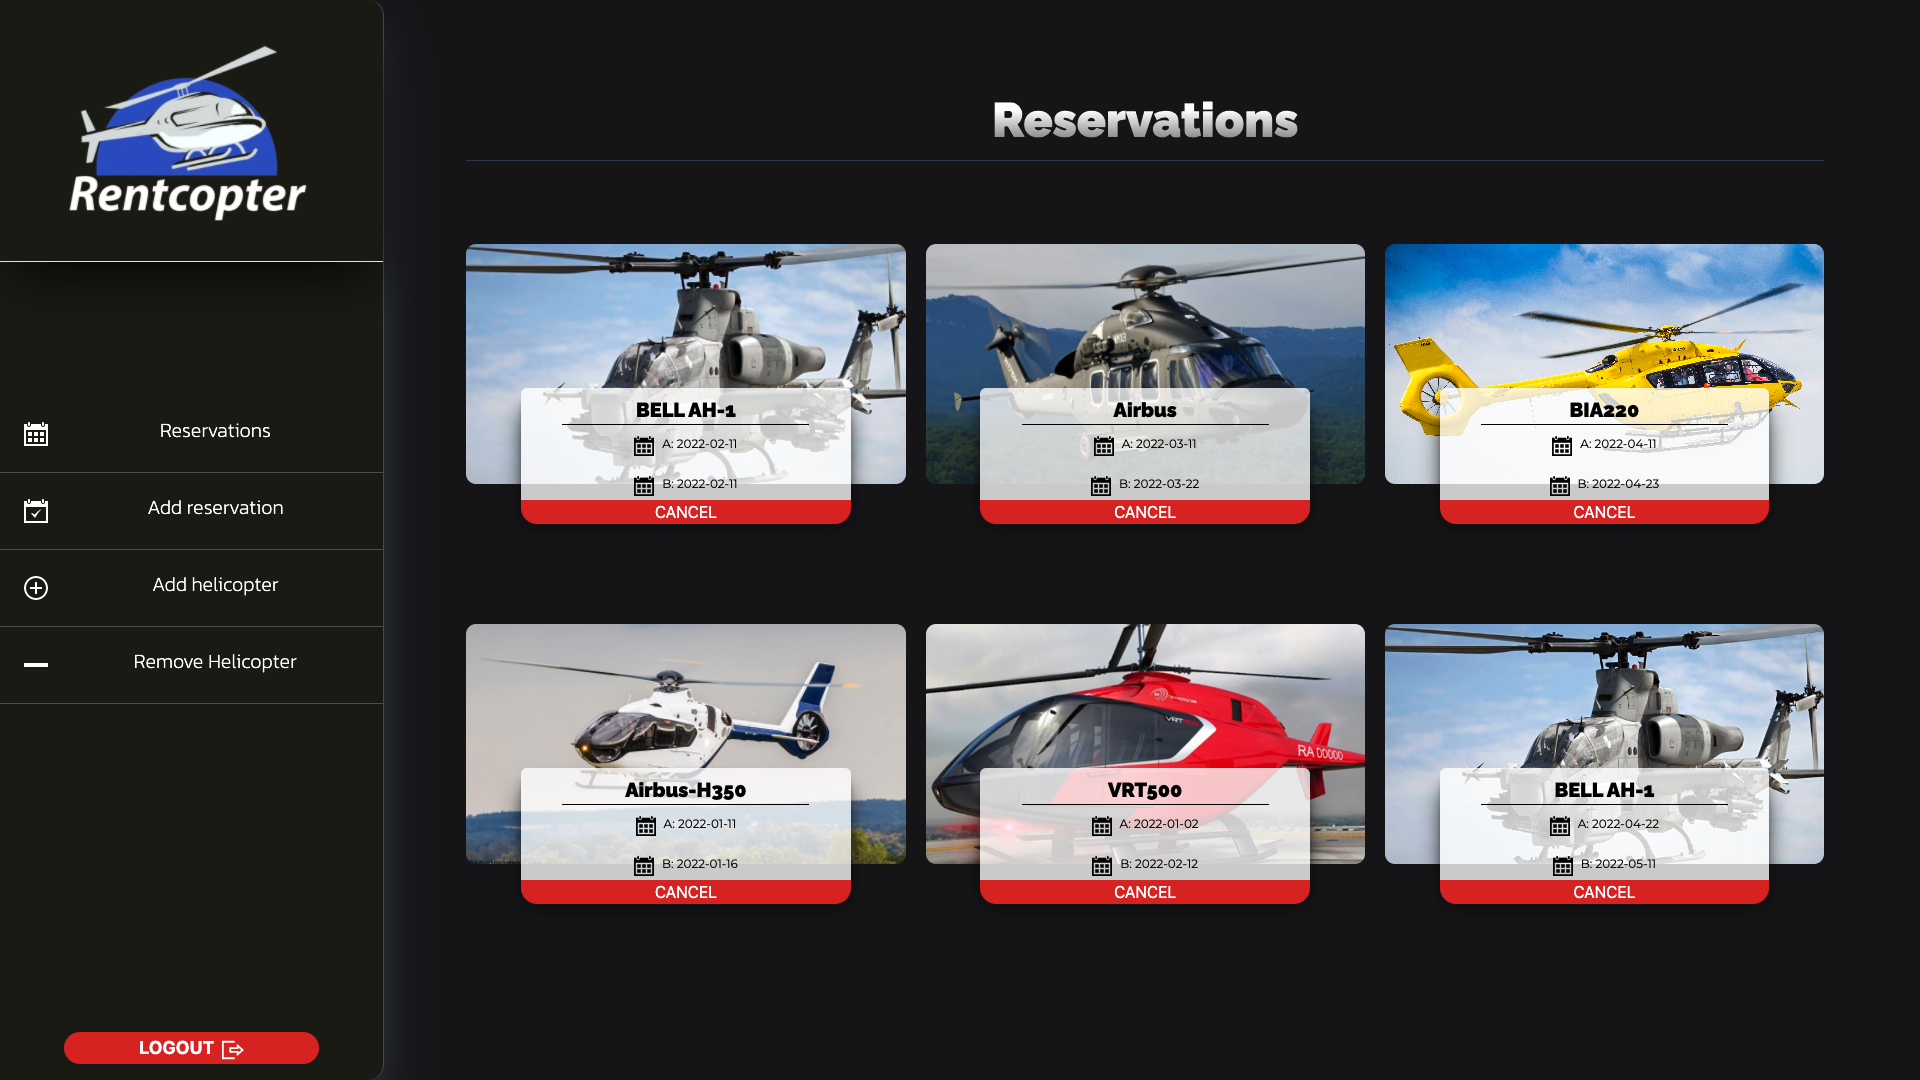 Rentcopter
Reservations
Add reservation
Add helicopter
Remove Helicopter
LOGOUT
Reservations
BELL AH-1
A: 2022-02-11
B: 2022-02-11
CANCEL
Airbus
A: 2022-03-11
B: 2022-03-22
CANCEL
BIA220
A: 2022-04-11
B: 2022-04-23
CANCEL
Airbus-H350
A: 2022-01-11
B: 2022-01-16
CANCEL
VRT
RA 00000
VRT500
A: 2022-01-02
B: 2022-02-12
CANCEL
BELL AH-1
A: 2022-04-22
B: 2022-05-11
CANCEL